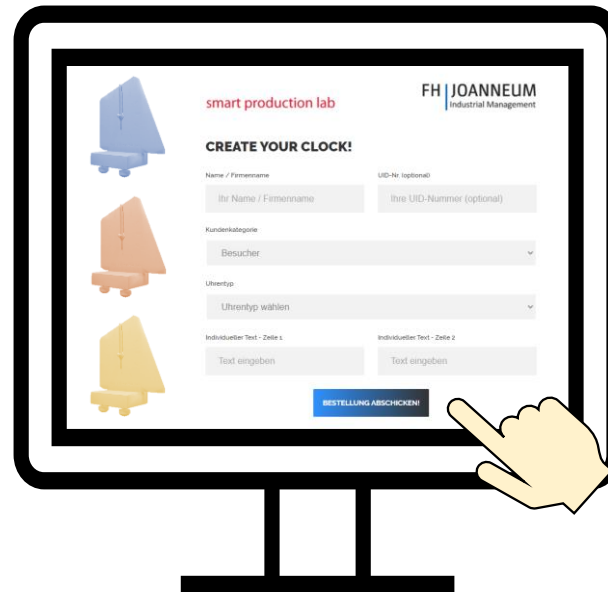 smart production lab
FH JOANNEUM
Industrial Management
CREATE YOUR CLOCK!
Name / Firmenname
UID-Nr. (optional)
Ihr Name / Firmenname
Ihre UID-Nummer (optional)
Kundenkategorie
Besucher
Uhrentyp
Uhrentyp wählen
Individueller Text - Zeile 1
Individueller Text - Zeile 2
Text eingeben
Text eingeben
BESTELLUNG ABSCHICKEN!